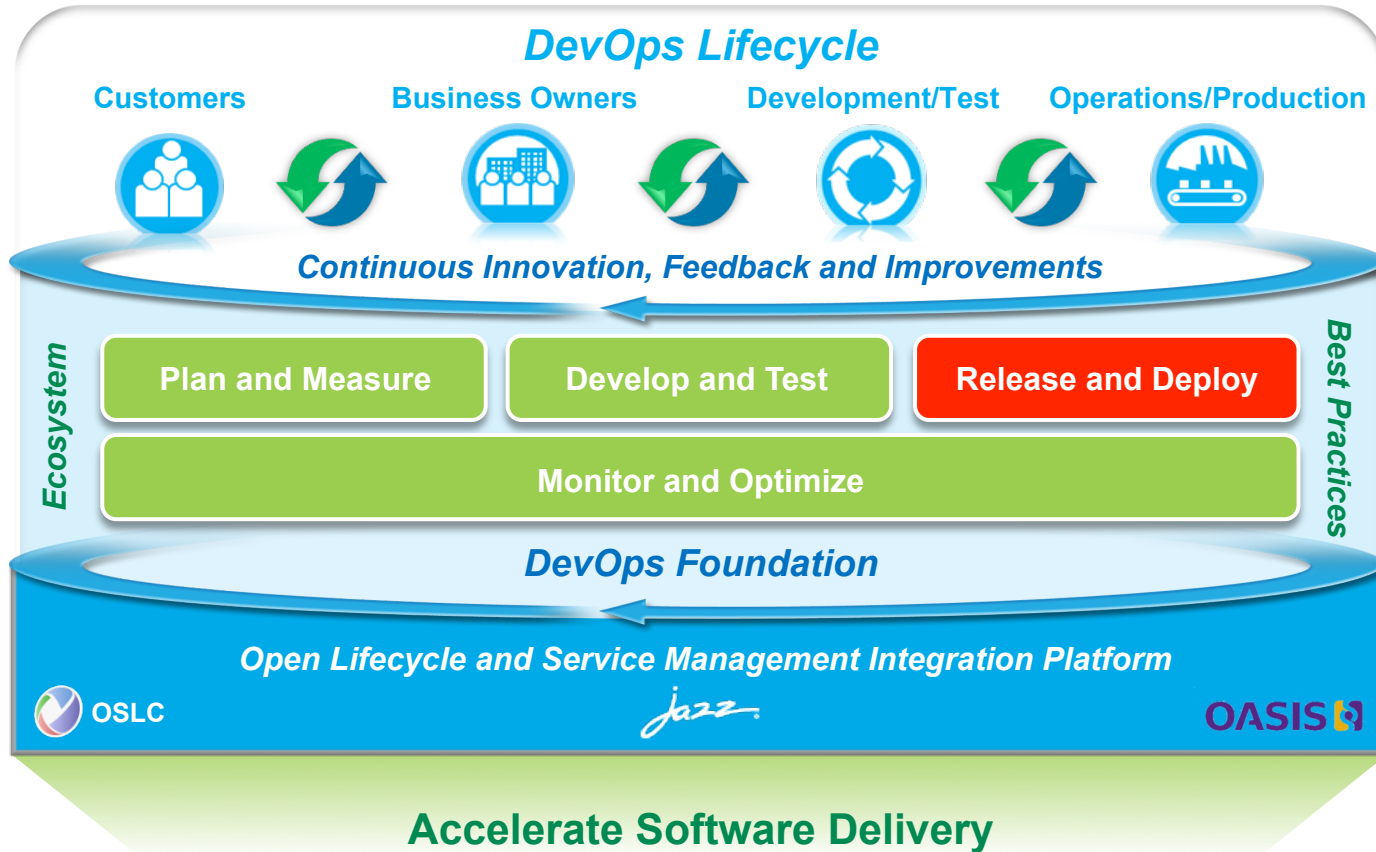 DevOps Lifecycle
Customers
Business Owners
Development/Test
Operations/Production
Continuous Innovation, Feedback and Improvements
Ecosystem
Plan and Measure
Develop and Test
Release and Deploy
Best Practices
Monitor and Optimize
DevOps Foundation
Open Lifecycle and Service Management Integration Platform
OSLC
jazz
OASIS
Accelerate Software Delivery